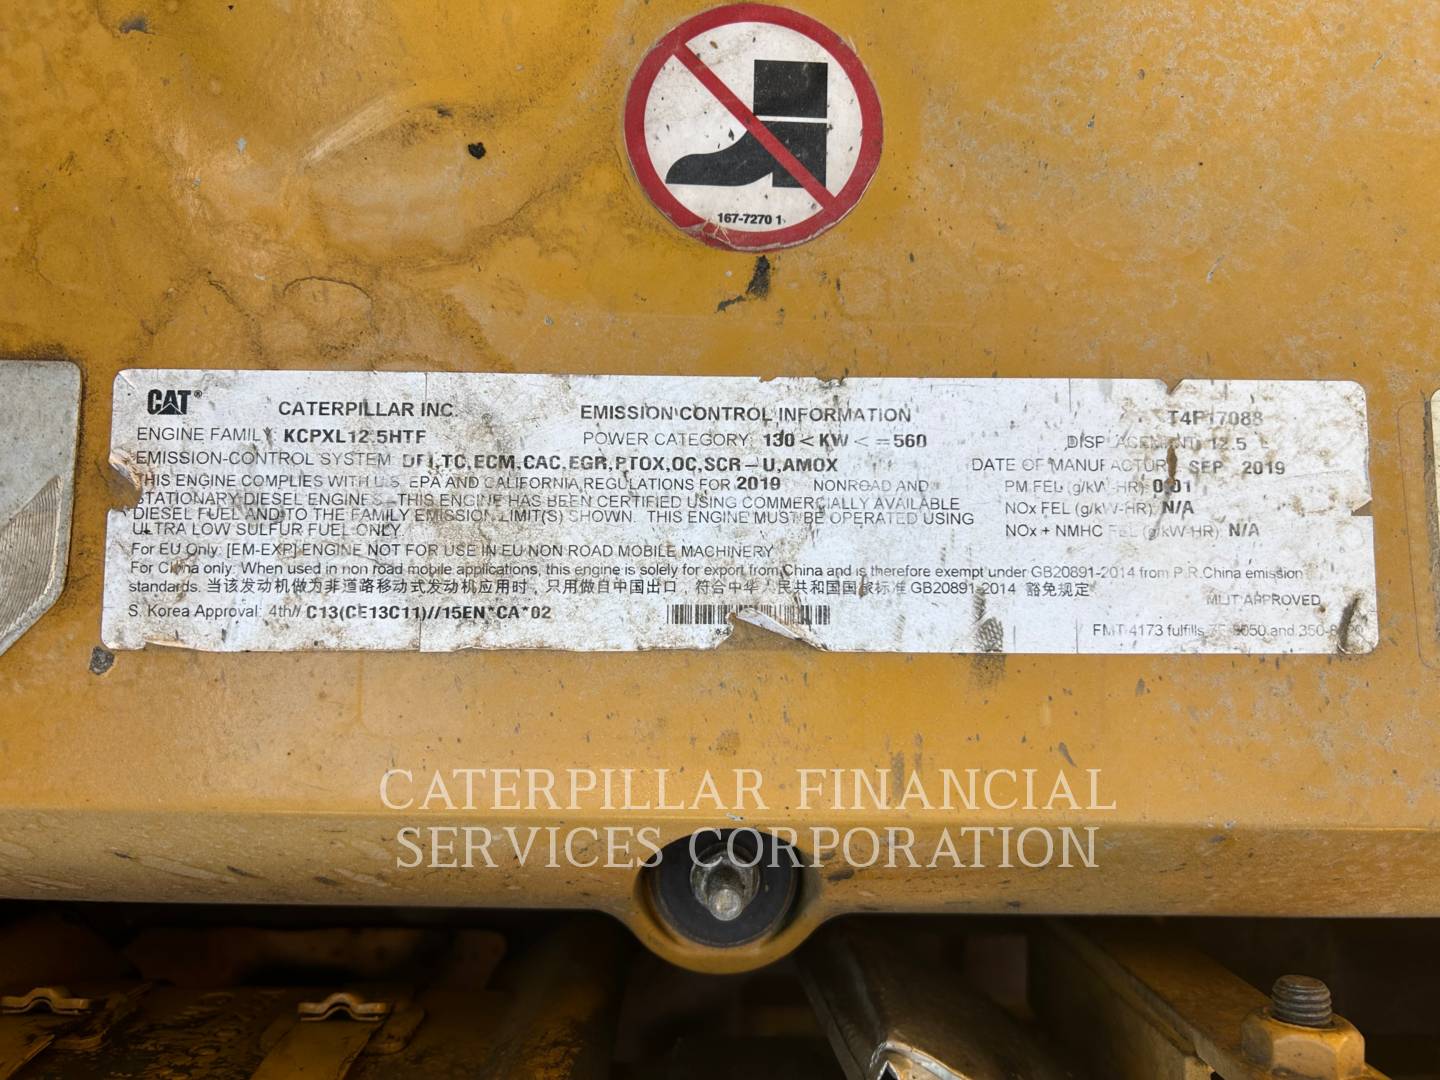 167-7270 1
CAT®
CATERPILLAR INC
EMISSION CONTROL INFORMATION
ENGINE FAMILY: KCPXL12.5HTF
POWER CATEGORY: 130 < KW < = 560
DISPLACEMENT: 12.5 L
EMISSION-CONTROL SYSTEM: DFI,TC,ECM,CAC,EGR,PTOX,OC,SCR-U,AMOX
DATE OF MANUFACTURE: SEP 2019
THIS ENGINE COMPLIES WITH U.S. EPA AND CALIFORNIA REGULATIONS FOR 2019 NONROAD AND
PM FEL (g/kW-HR): 0.01
STATIONARY DIESEL ENGINES. THIS ENGINE HAS BEEN CERTIFIED USING COMMERCIALLY AVAILABLE
NOx FEL (g/kW-HR): N/A
DIESEL FUEL AND TO THE FAMILY EMISSION LIMIT(S) SHOWN. THIS ENGINE MUST BE OPERATED USING
NOx + NMHC FEL (g/kW-HR): N/A
ULTRA LOW SULFUR FUEL ONLY.
For EU Only: [EM-EXP] ENGINE NOT FOR USE IN EU NON ROAD MOBILE MACHINERY
For China only. When used in non road mobile applications, this engine is solely for export from China and is therefore exempt under GB20891-2014 from P.R.China emission
standards. 当该发动机做为非道路移动式发动机应用时，只用做自中国出口，符合中华人民共和国国家标准 GB20891-2014 豁免规定
MLIT APPROVED
S. Korea Approval: 4th// C13(CE13C11)//15EN*CA*02
FMT 4173 fulfills and
CATERPILLAR FINANCIAL
SERVICES CORPORATION